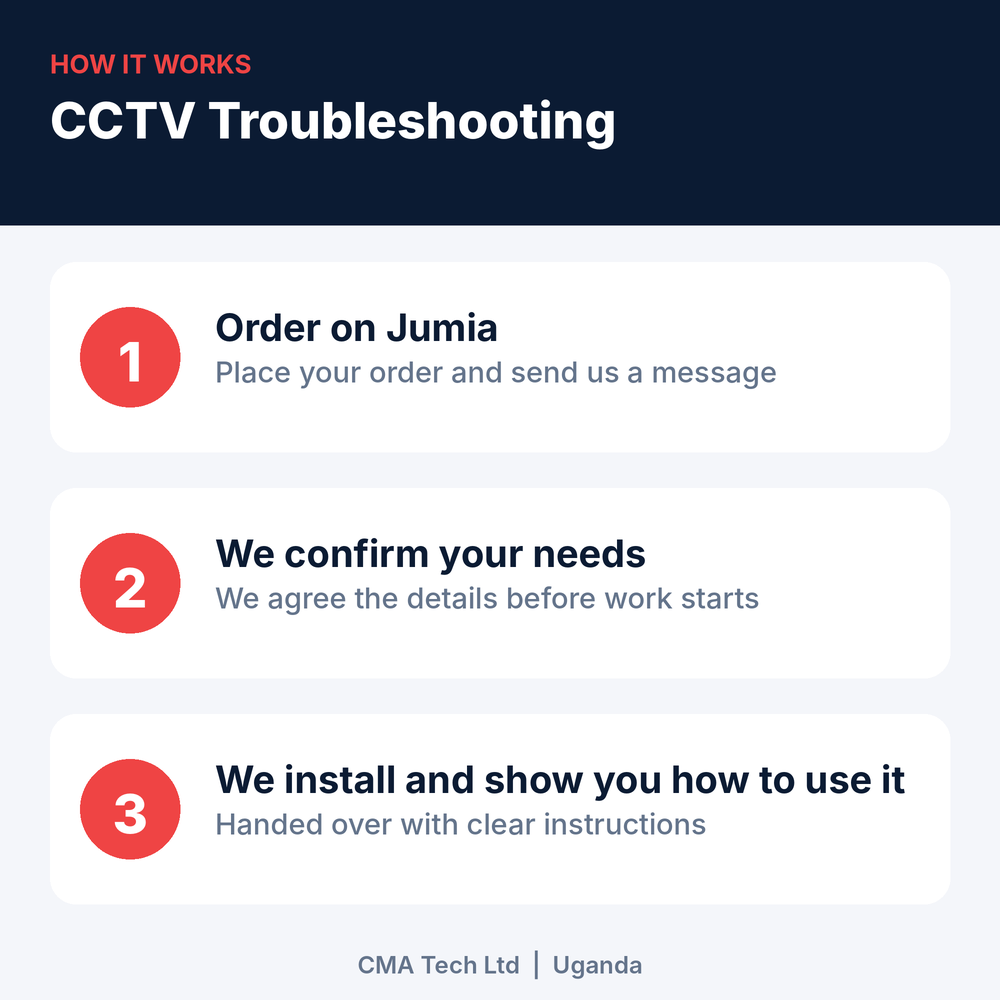 HOW IT WORKS
CCTV Troubleshooting
1
Order on Jumia
Place your order and send us a message
2
We confirm your needs
We agree the details before work starts
3
We install and show you how to use it
Handed over with clear instructions
CMA Tech Ltd | Uganda